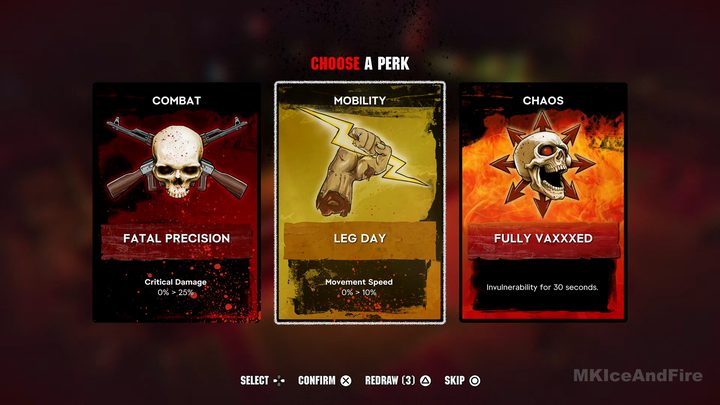 CHOOSE A PERK
COMBAT
FATAL PRECISION
Critical Damage
0% > 25%
MOBILITY
LEG DAY
Movement Speed
0% > 10%
CHAOS
FULLY VAXXXED
Invulnerability for 30 seconds.
SELECT CONFIRM REDRAW (3) SKIP
MKIceAndFire